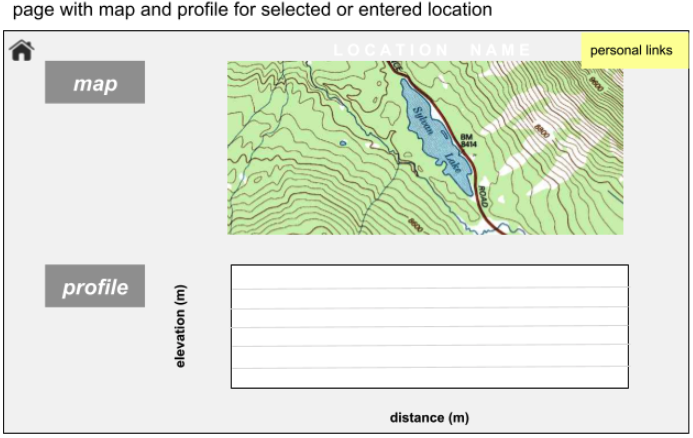 page with map and profile for selected or entered location
LOCATION NAME
personal links
map
8600
Sylvan
Lake
BM
8414
8800
ROAD
8600
profile
elevation (m)
distance (m)